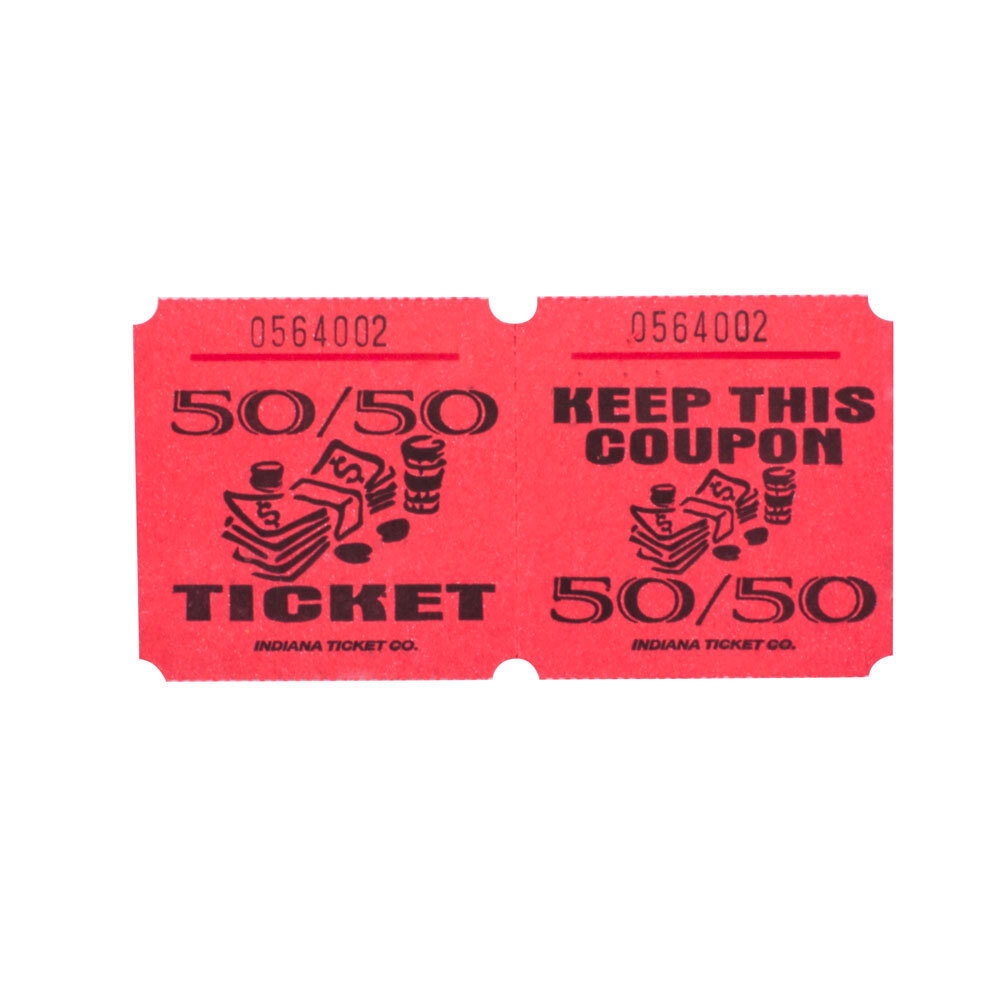 0564002
50/50
TICKET
INDIANA TICKET CO.
0564002
KEEP THIS
COUPON
50/50
INDIANA TICKET CO.